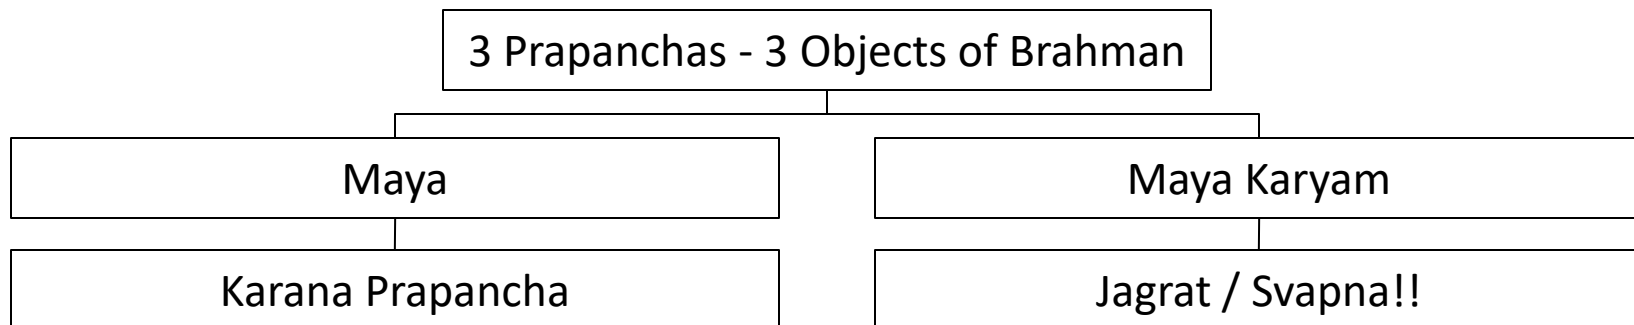 3 Prapanchas - 3 Objects of Brahman
Maya
Maya Karyam
Karana Prapancha
Jagrat / Svapna!!